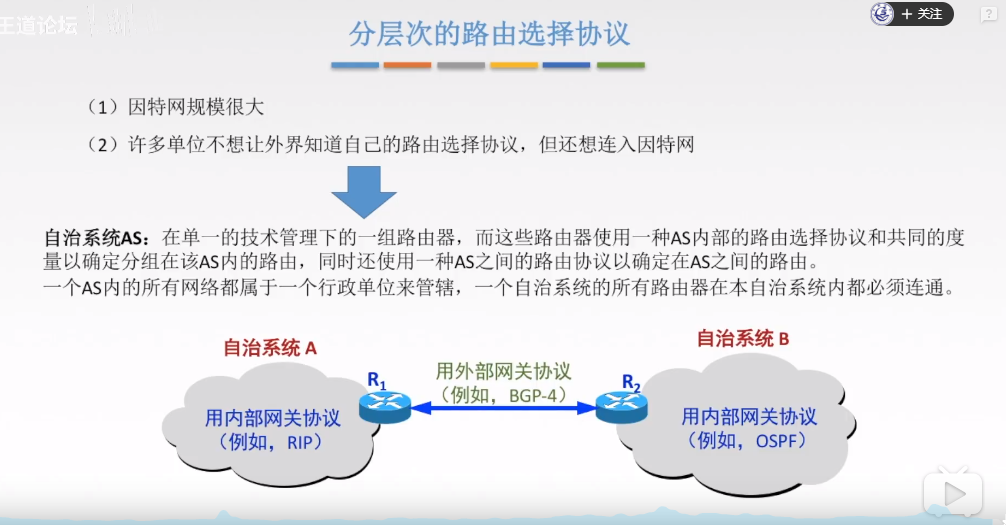 王道论坛
+ 关注
?
分层次的路由选择协议
（1）因特网规模很大
（2）许多单位不想让外界知道自己的路由选择协议，但还想连入因特网
自治系统AS：在单一的技术管理下的一组路由器，而这些路由器使用一种AS内部的路由选择协议和共同的度
量以确定分组在该AS内的路由，同时还使用一种AS之间的路由协议以确定在AS之间的路由。
一个AS内的所有网络都属于一个行政单位来管辖，一个自治系统的所有路由器在本自治系统内都必须连通。
自治系统 A
用内部网关协议
（例如，RIP）
R1
用外部网关协议
（例如，BGP-4）
R2
自治系统 B
用内部网关协议
（例如，OSPF）